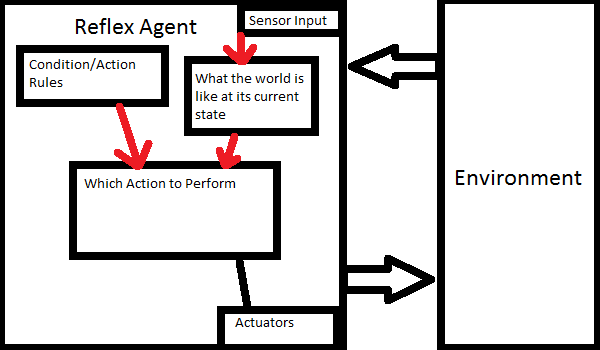 Reflex Agent
Sensor Input
Condition/Action
Rules
What the world is
like at its current
state
Which Action to Perform
Environment
Actuators